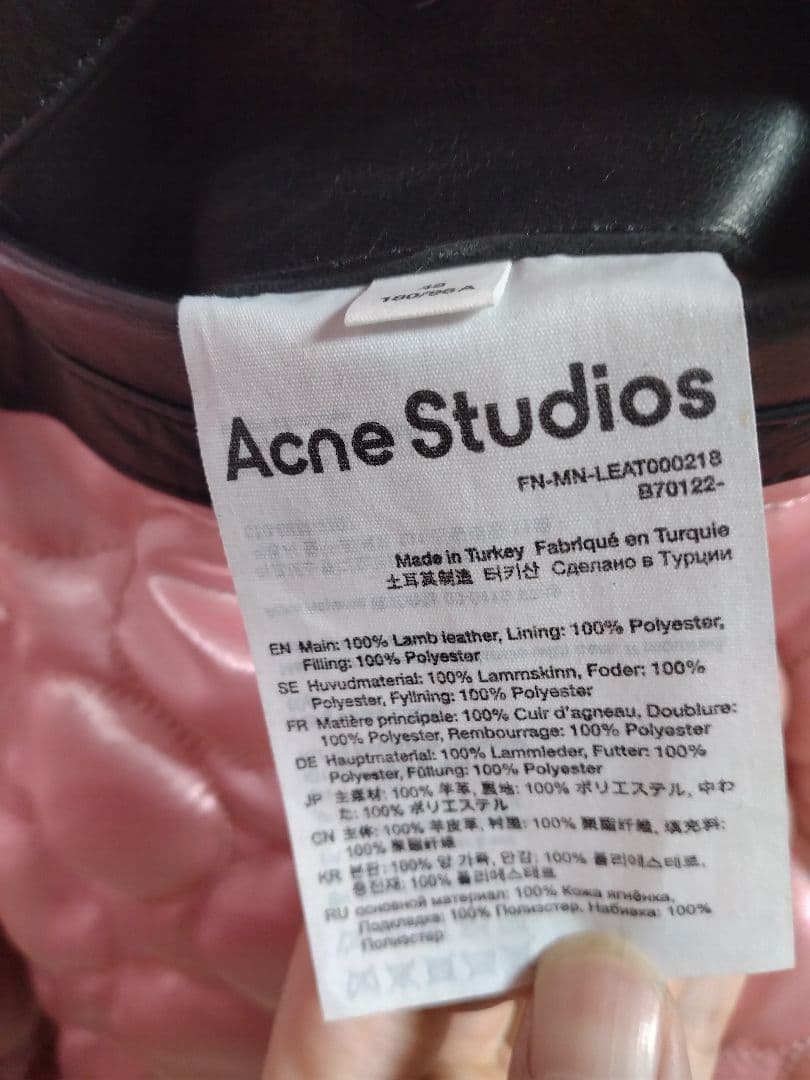 48
180/96A
Acne Studios
FN-MN-LEAT000218
B70122-
Made in Turkey Fabriqué en Turquie
土耳其制造 터키산 Сделано в Турции
EN Main: 100% Lamb leather, Lining: 100% Polyester,
Filling: 100% Polyester
SE Huvudmaterial: 100% Lammskinn, Foder: 100%
Polyester, Fyllning: 100% Polyester
FR Matière principale: 100% Cuir d'agneau, Doublure:
100% Polyester, Rembourrage: 100% Polyester
DE Hauptmaterial: 100% Lammleder, Futter: 100%
Polyester, Füllung: 100% Polyester
JP 主素材: 100% 羊革, 裏地: 100% ポリエステル, 中わ
た: 100% ポリエステル
CN 主体: 100% 羊皮革, 衬里: 100% 聚酯纤维, 填充料:
100% 聚酯纤维
KR 본판: 100% 양 가죽, 안감: 100% 폴리에스테르,
충전재: 100% 폴리에스테르
RU основной материал: 100% Кожа ягнёнка,
Подкладка: 100% Полиэстер, Набивка: 100%
Полиэстер